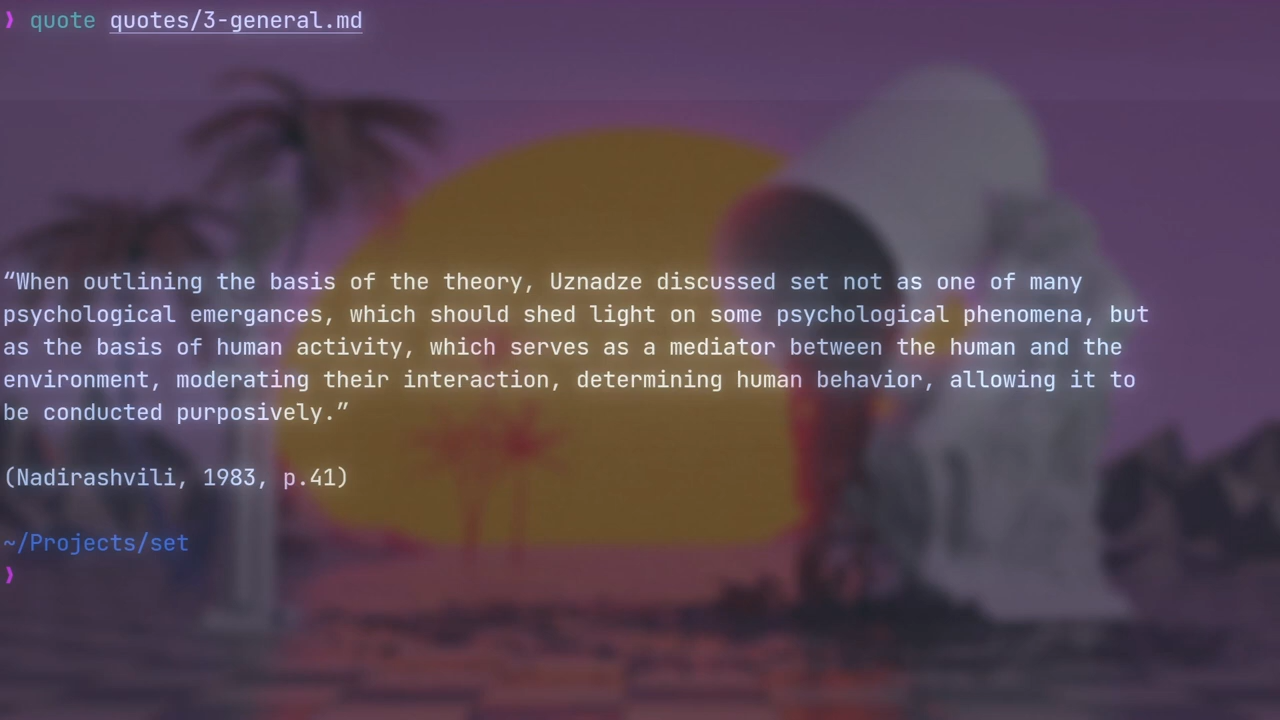 ❯ quote quotes/3-general.md
“When outlining the basis of the theory, Uznadze discussed set not as one of many
psychological emergances, which should shed light on some psychological phenomena, but
as the basis of human activity, which serves as a mediator between the human and the
environment, moderating their interaction, determining human behavior, allowing it to
be conducted purposively.”
(Nadirashvili, 1983, p.41)
~/Projects/set
❯